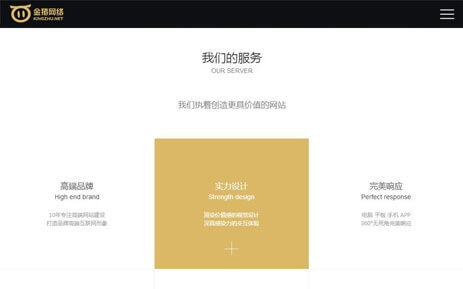 金猪网络
KINGZHU.NET
我们的服务
OUR SERVER
我们执着创造更具价值的网站
高端品牌
High end brand
10年专注高端网站建设
打造品牌高端互联网形象
实力设计
Strength design
渲染价值感的视觉设计
深具感染力的交互体验
完美响应
Perfect response
电脑 平板 手机 APP
360°无死角完美响应